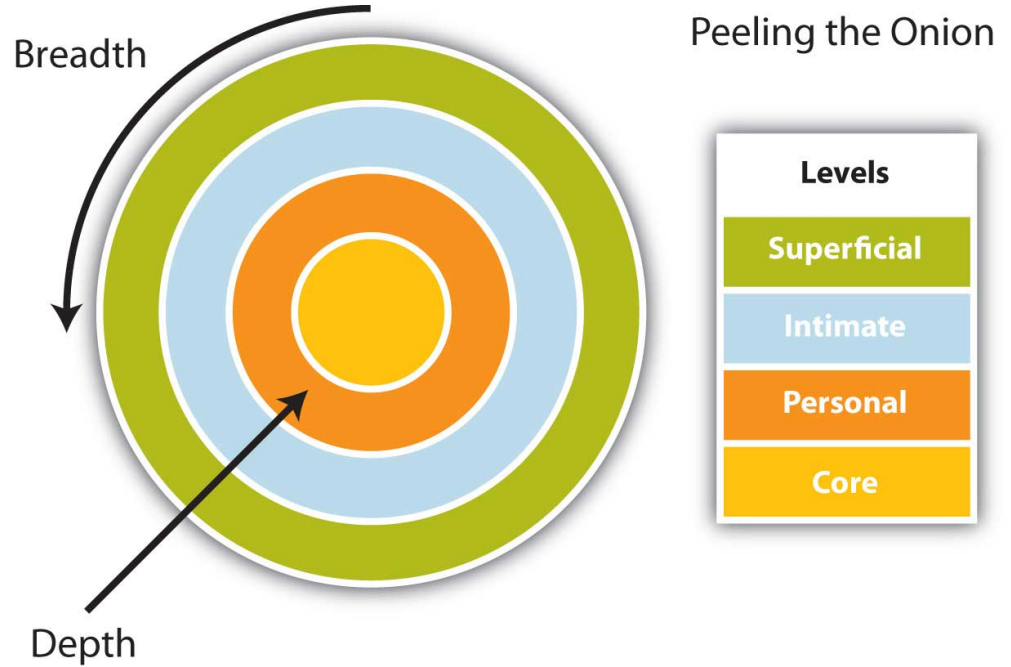 Peeling the Onion
Breadth
Depth
Levels
Superficial
Intimate
Personal
Core